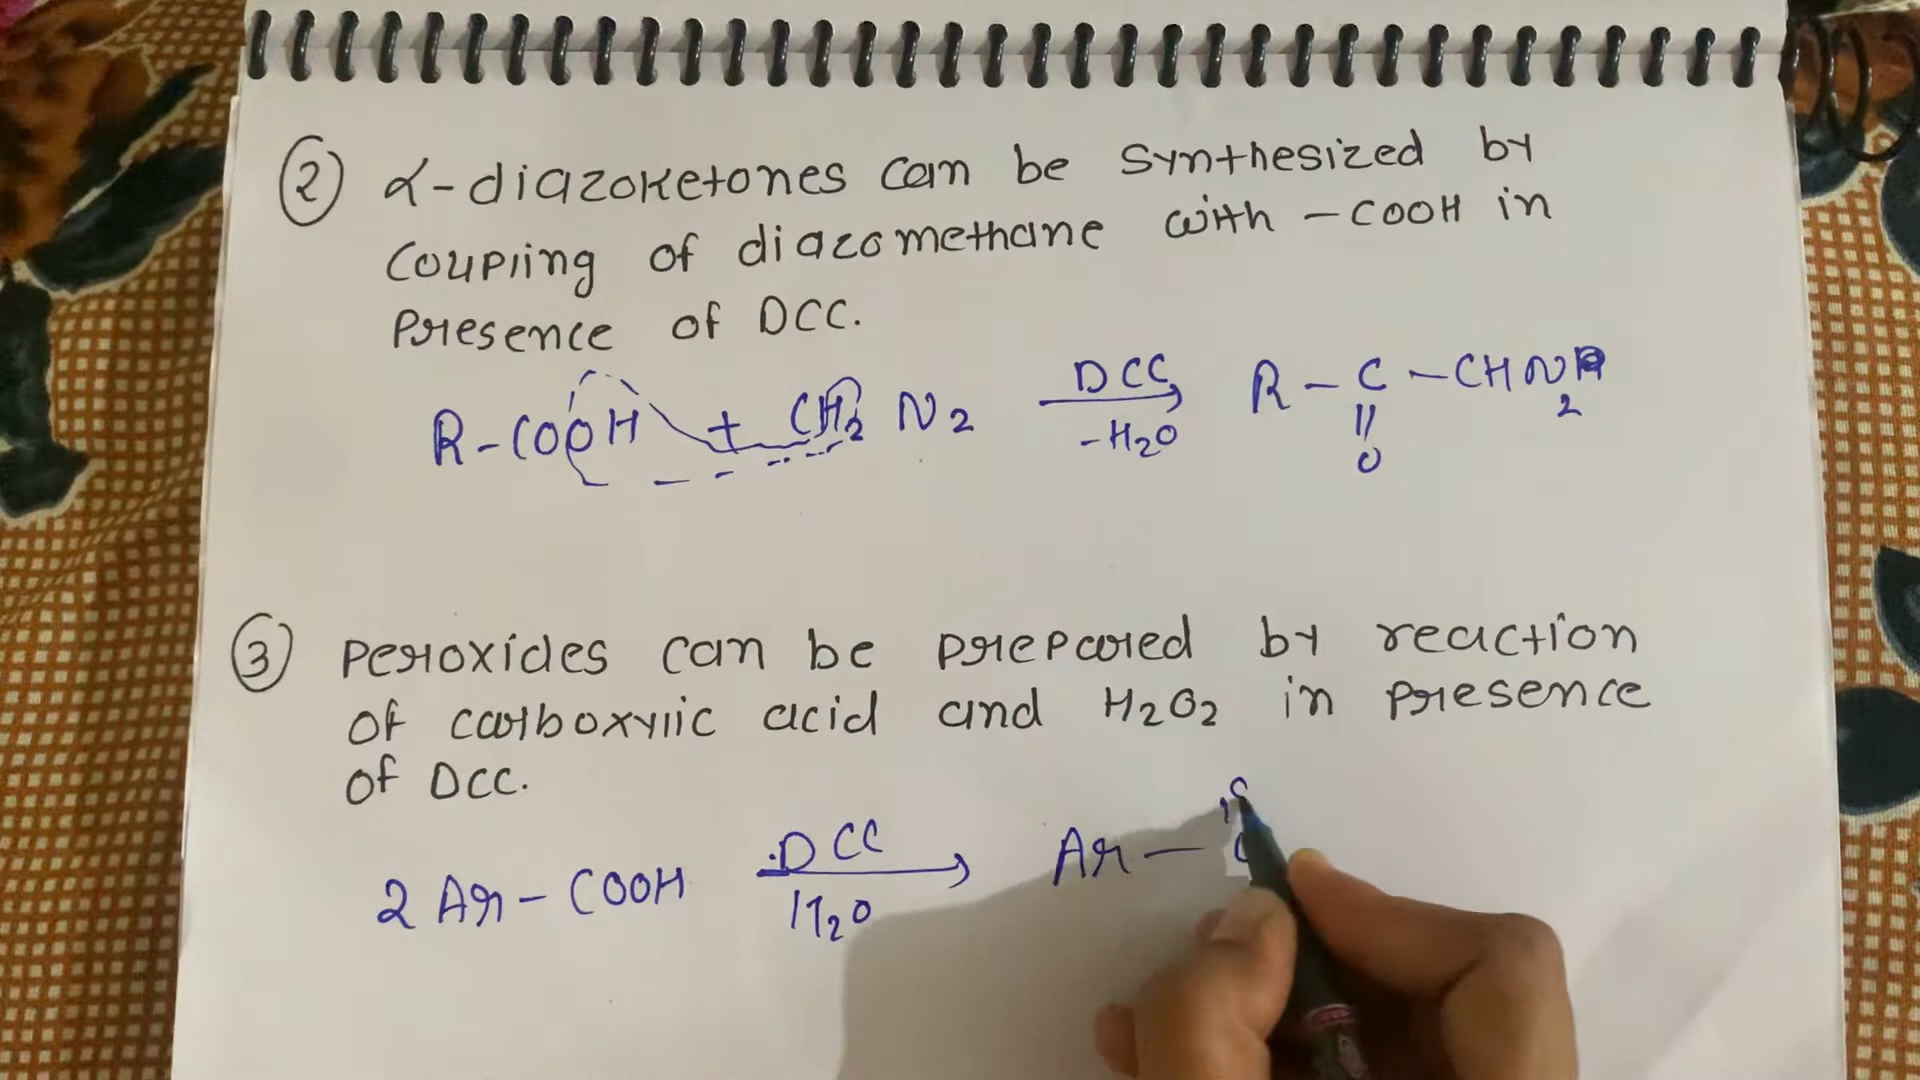 ② α-diazoketones can be synthesized by
coupling of diazomethane with -COOH in
presence of DCC.
R-COOH + CH2N2 DCC -H2O R-C-CHN2
O
③ Peroxides can be prepared by reaction
of carboxylic acid and H2O2 in presence
of DCC.
2 Ar-COOH DCC H2O Ar-